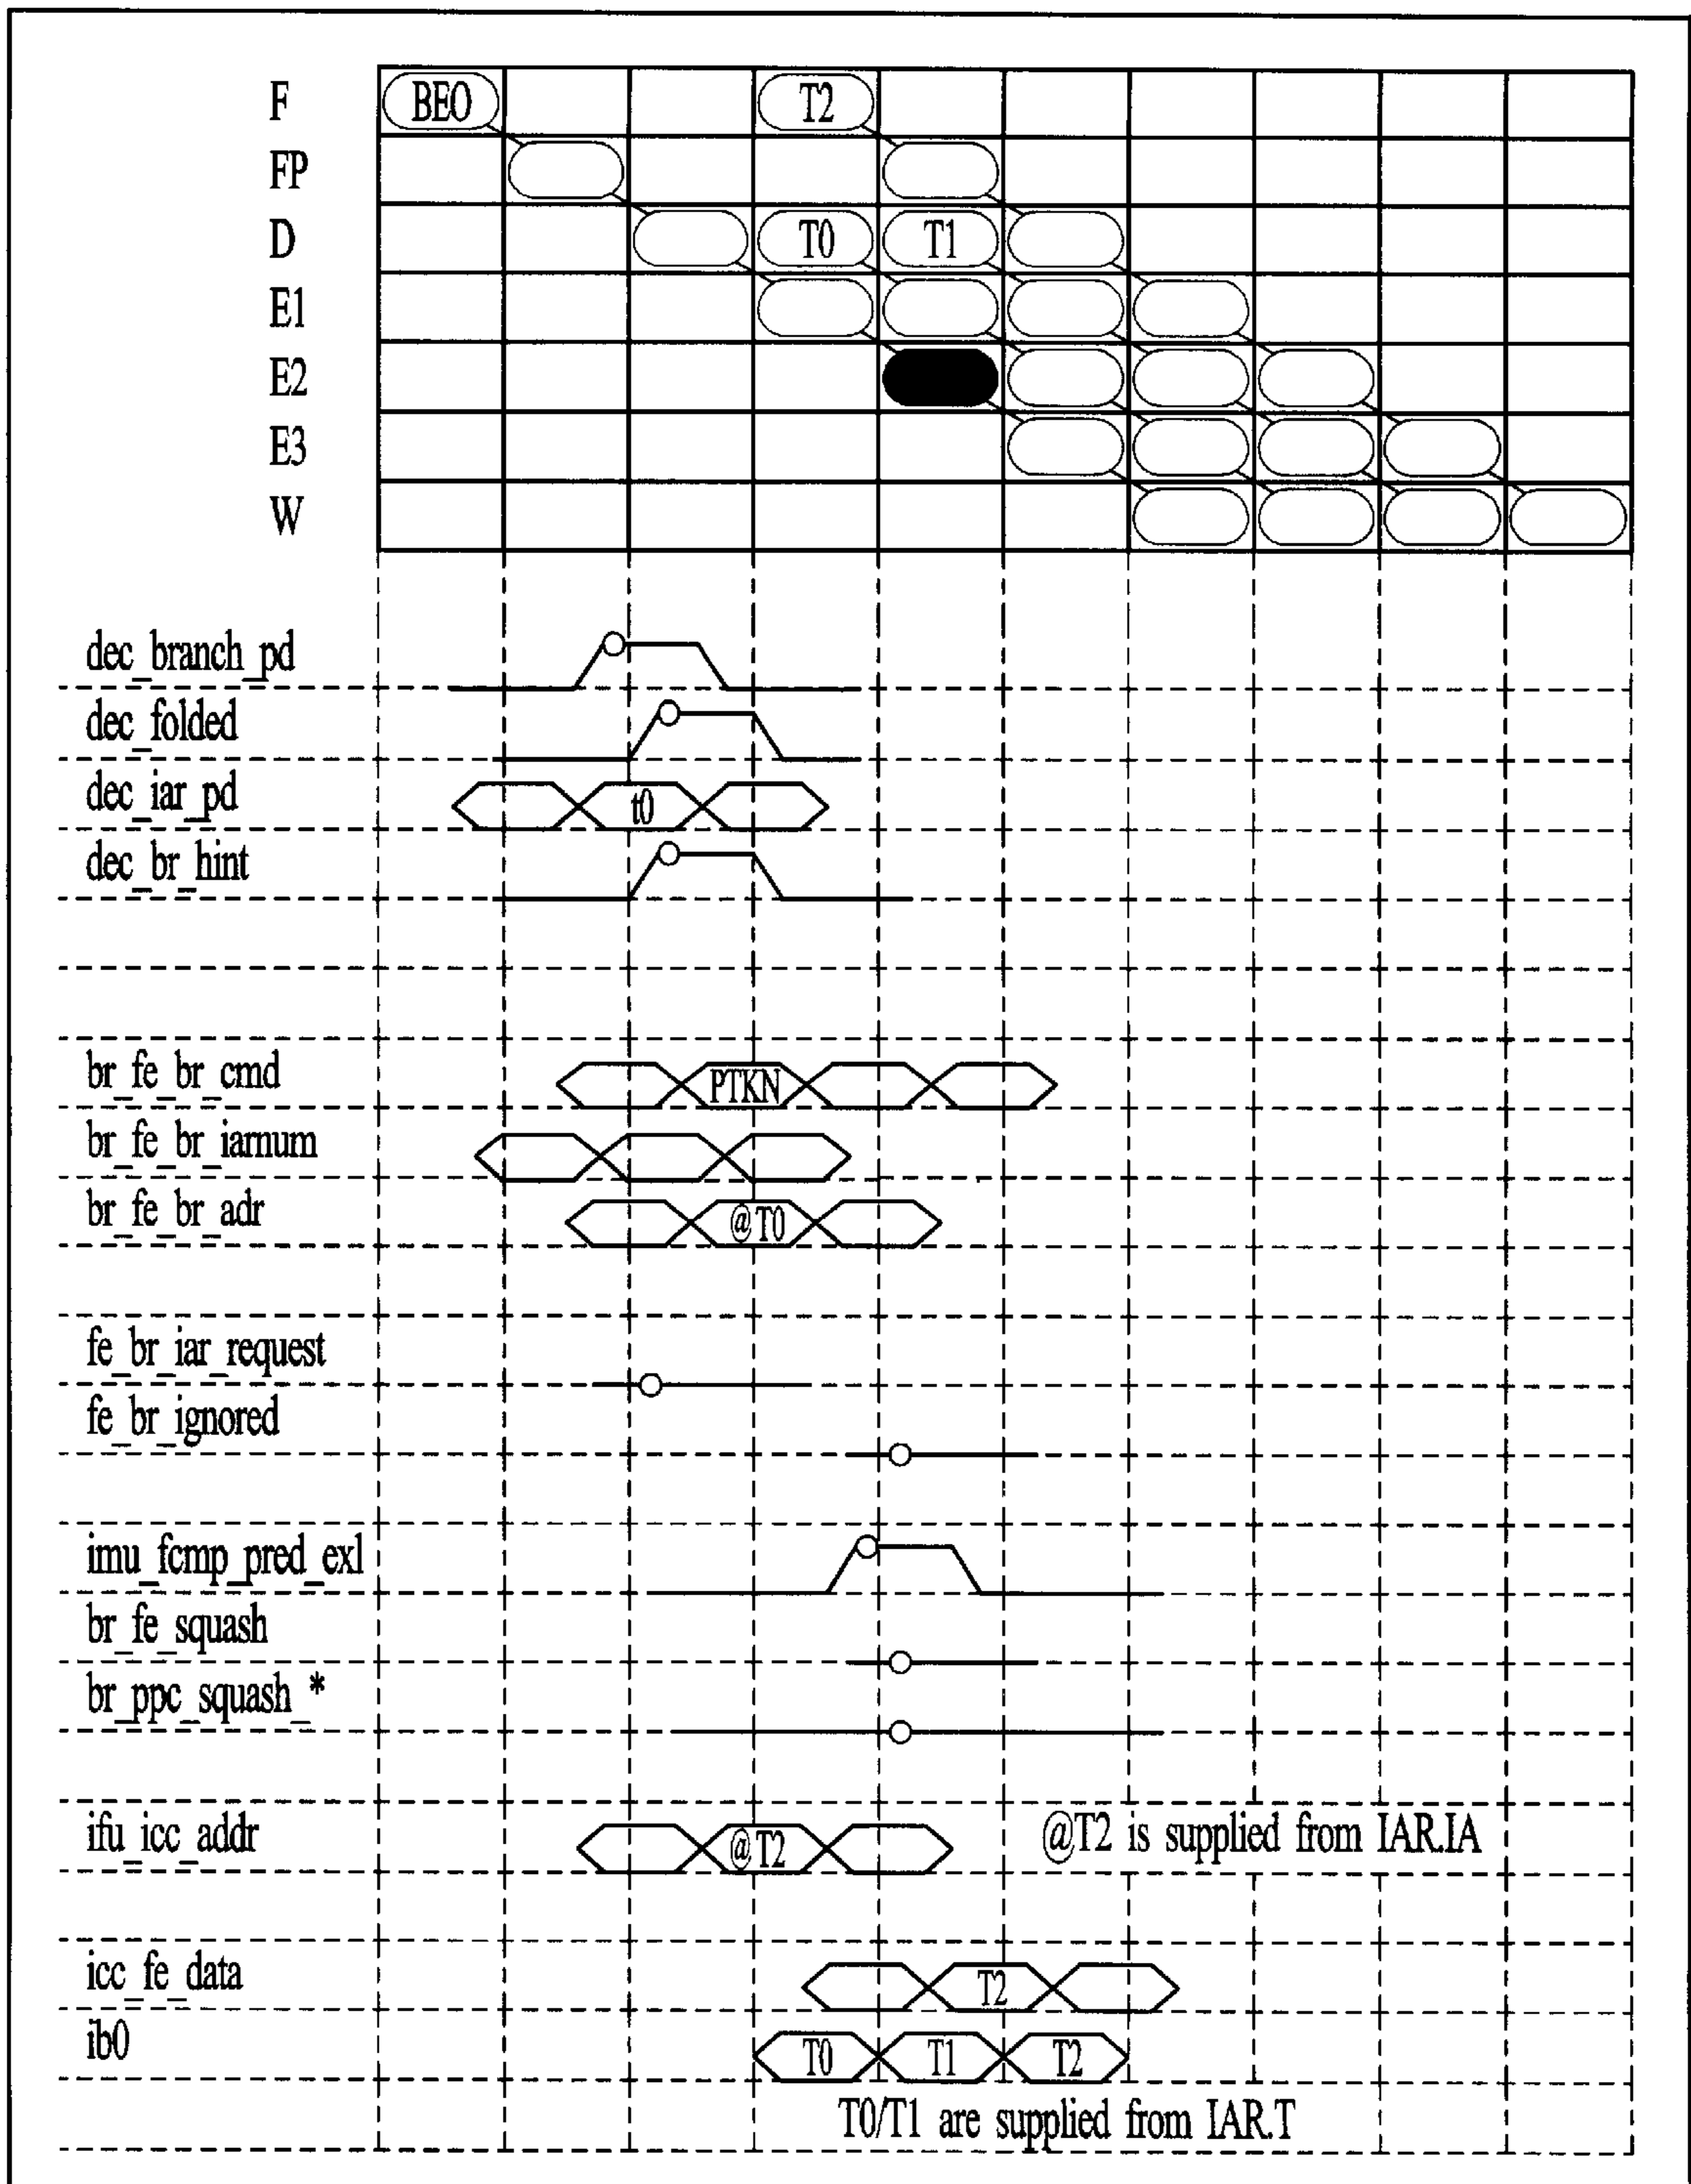 F BEO T2
FP
D T0 T1
E1
E2
E3
W
dec_branch_pd
dec_folded
dec_iar_pd t0
dec_br_hint
br_fe_br_cmd PTKN
br_fe_br_iarnum
br_fe_br_adr @T0
fe_br_iar_request
fe_br_ignored
imu_fcmp_pred_exl
br_fe_squash
br_ppc_squash_*
ifu_icc_addr @T2 @T2 is supplied from IAR.IA
icc_fe_data T2
ib0 T0 T1 T2
T0/T1 are supplied from IAR.T